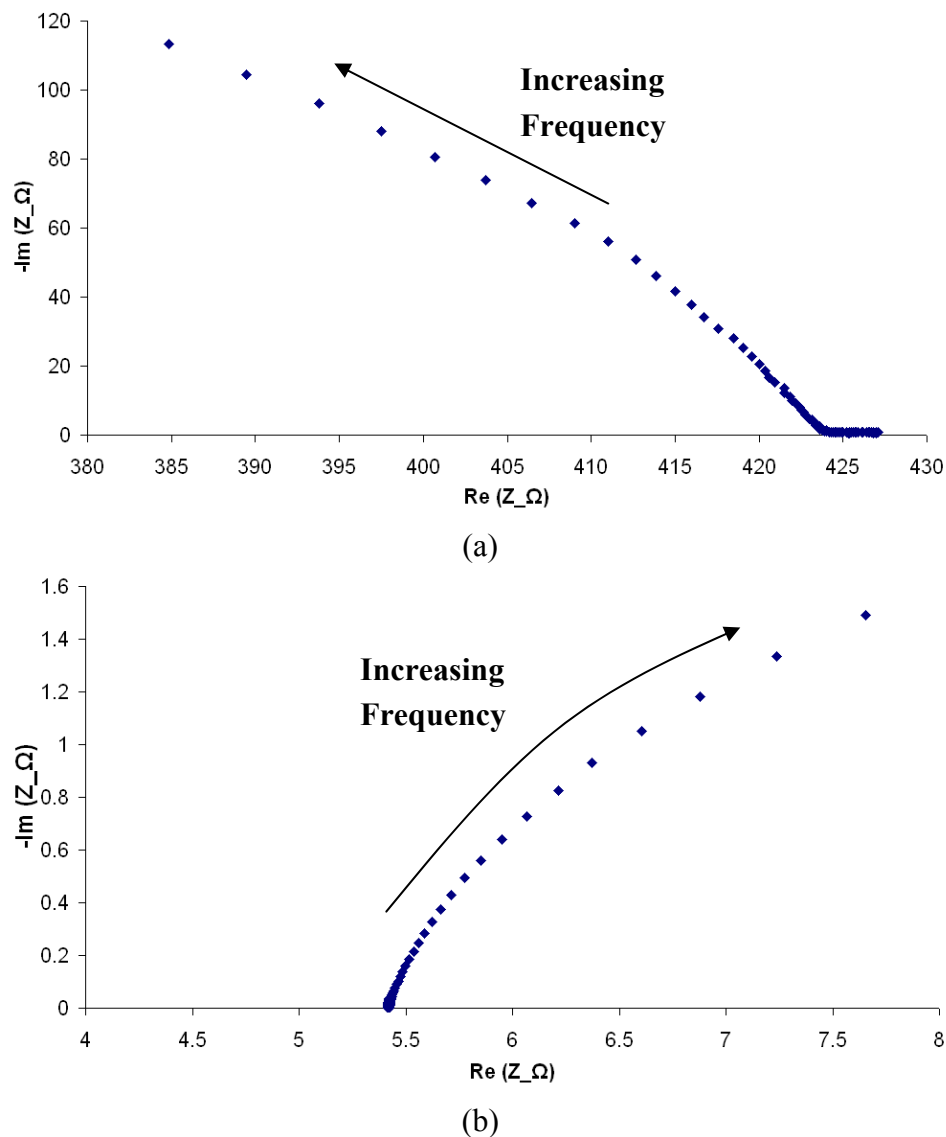 120
100
80
60
40
20
0
-Im (Z_Ω)
Increasing
Frequency
380 385 390 395 400 405 410 415 420 425 430
Re (Z_Ω)
(a)
1.6
1.4
1.2
1
0.8
0.6
0.4
0.2
0
-Im (Z_Ω)
Increasing
Frequency
4 4.5 5 5.5 6 6.5 7 7.5 8
Re (Z_Ω)
(b)